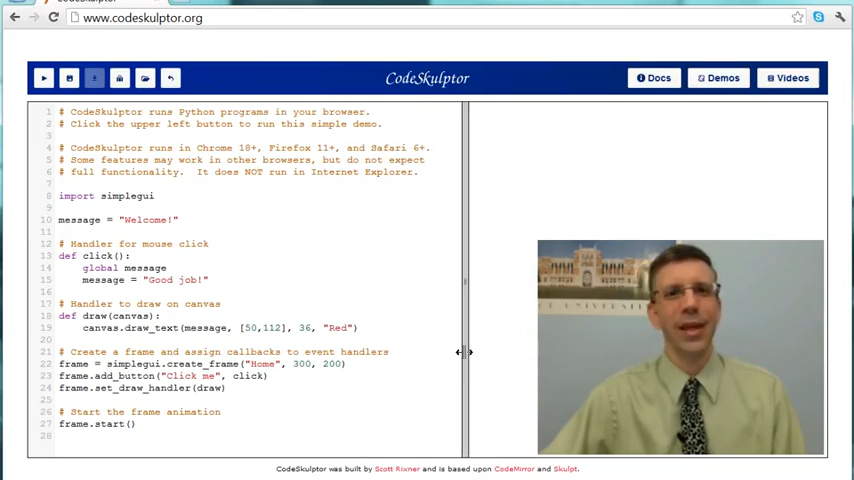 CodeSkulptor
www.codeskulptor.org
CodeSkulptor
Docs
Demos
Videos
1 # CodeSkulptor runs Python programs in your browser.
2 # Click the upper left button to run this simple demo.
3
4 # CodeSkulptor runs in Chrome 18+, Firefox 11+, and Safari 6+.
5 # Some features may work in other browsers, but do not expect
6 # full functionality. It does NOT run in Internet Explorer.
7
8 import simplegui
9
10 message = "Welcome!"
11
12 # Handler for mouse click
13 def click():
14 global message
15 message = "Good job!"
16
17 # Handler to draw on canvas
18 def draw(canvas):
19 canvas.draw_text(message, [50,112], 36, "Red")
20
21 # Create a frame and assign callbacks to event handlers
22 frame = simplegui.create_frame("Home", 300, 200)
23 frame.add_button("Click me", click)
24 frame.set_draw_handler(draw)
25
26 # Start the frame animation
27 frame.start()
28
CodeSkulptor was built by Scott Rixner and is based upon CodeMirror and Skulpt.